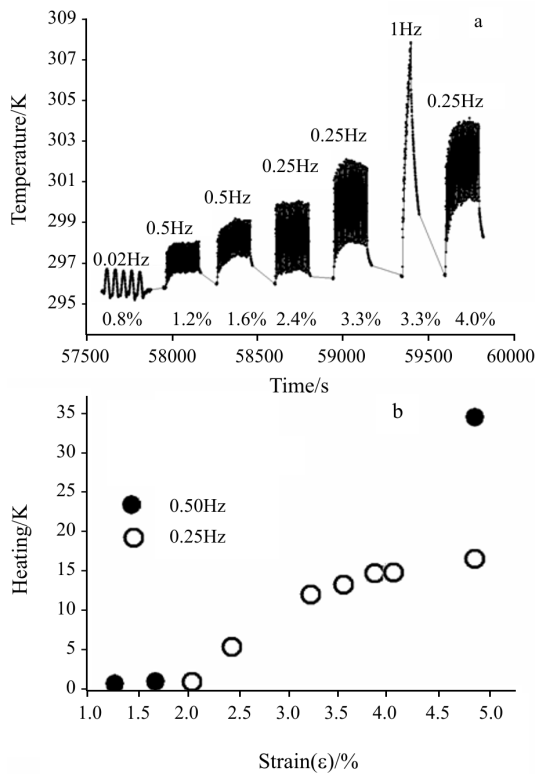 309
a
1Hz
307
0.25Hz
305
0.25Hz
303
0.25Hz
301
0.5Hz
299
0.5Hz
297
0.02Hz
295
0.8% 1.2% 1.6% 2.4% 3.3% 3.3% 4.0%
57500 58000 58500 59000 59500 60000
Time/s
Temperature/K
b
35
30
25
20
15
10
5
0
0.50Hz
0.25Hz
1.0 1.5 2.0 2.5 3.0 3.5 4.0 4.5 5.0
Strain(ε)/%
Heating/K